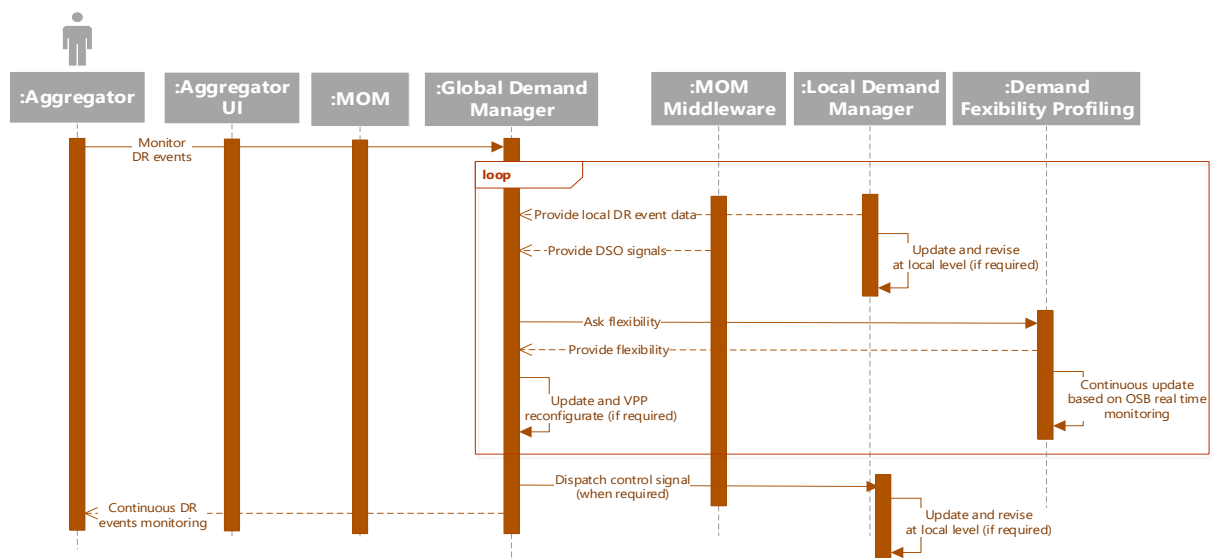 :Aggregator
:Aggregator
UI
:MOM
:Global Demand
Manager
:MOM
Middleware
:Local Demand
Manager
:Demand
Fexibility Profiling
Monitor
DR events
loop
Provide local DR event data
Provide DSO signals
Update and revise
at local level (if required)
Ask flexibility
Provide flexibility
Update and VPP
reconfigurate (if required)
Continuous update
based on OSB real time
monitoring
Dispatch control signal
(when required)
Continuous DR
events monitoring
Update and revise
at local level (if required)